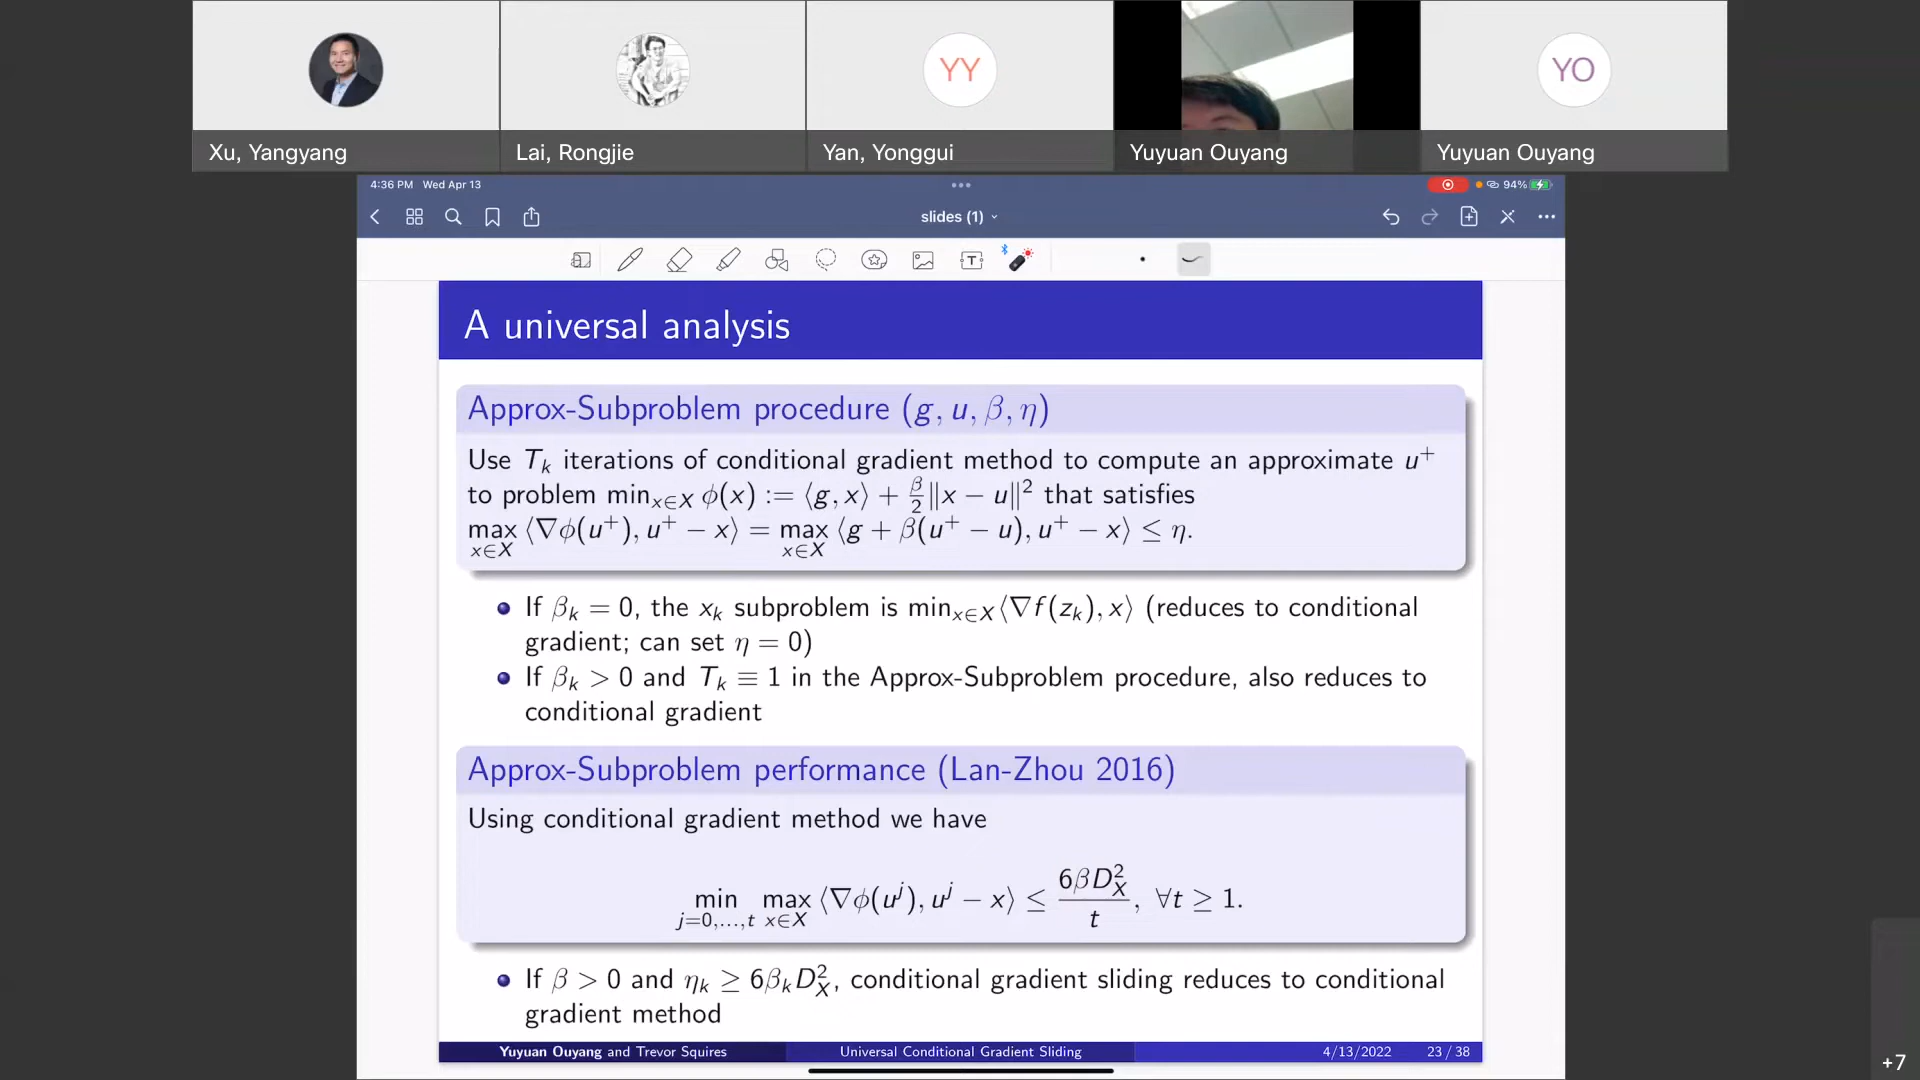 YY
YO
Xu, Yangyang
Lai, Rongjie
Yan, Yonggui
Yuyuan Ouyang
Yuyuan Ouyang
4:36 PM Wed Apr 13
94%
slides (1)
T
A universal analysis
Approx-Subproblem procedure (g, u, β, η)
Use T_k iterations of conditional gradient method to compute an approximate u⁺
to problem min_{x∈X} ϕ(x) := ⟨g, x⟩ + β/2 ‖x − u‖² that satisfies
max_{x∈X} ⟨∇ϕ(u⁺), u⁺ − x⟩ = max_{x∈X} ⟨g + β(u⁺ − u), u⁺ − x⟩ ≤ η.
If β_k = 0, the x_k subproblem is min_{x∈X}⟨∇f(z_k), x⟩ (reduces to conditional
gradient; can set η = 0)
If β_k > 0 and T_k ≡ 1 in the Approx-Subproblem procedure, also reduces to
conditional gradient
Approx-Subproblem performance (Lan-Zhou 2016)
Using conditional gradient method we have
min_{j=0,...,t} max_{x∈X} ⟨∇ϕ(u^j), u^j − x⟩ ≤ 6βD_X²/t, ∀t ≥ 1.
If β > 0 and η_k ≥ 6β_k D_X², conditional gradient sliding reduces to conditional
gradient method
Yuyuan Ouyang and Trevor Squires Universal Conditional Gradient Sliding 4/13/2022 23 / 38
+7